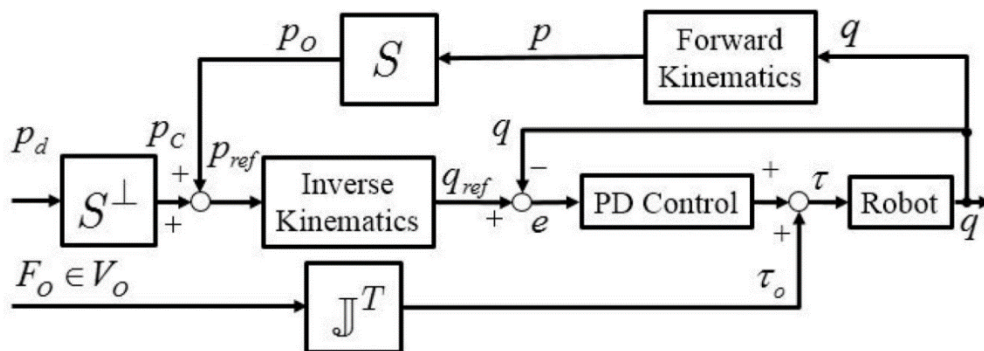 p_O
S
p
Forward
Kinematics
q
p_d
S^⊥
p_C
+
+
p_ref
Inverse
Kinematics
q_ref
q
−
+
e
PD Control
+
+
τ
Robot
q
F_O ∈ V_O
𝕁^T
τ_o